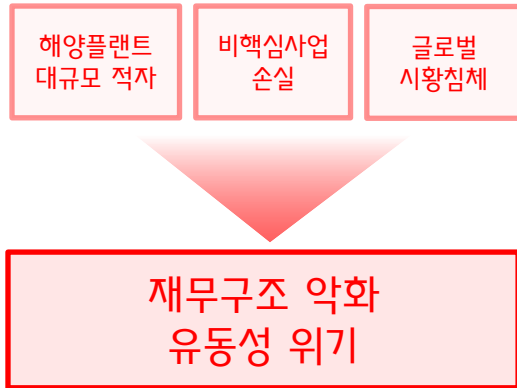 해양플랜트
대규모 적자
비핵심사업
손실
글로벌
시황침체
재무구조 악화
유동성 위기